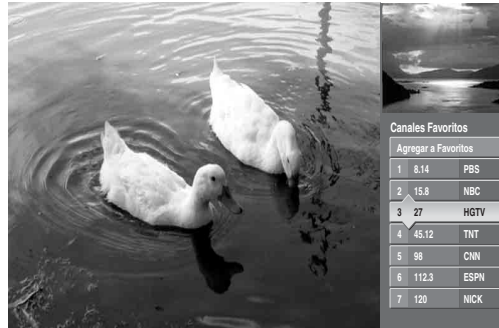 Canales Favoritos
Agregar a Favoritos
1 8.14 PBS
2 15.8 NBC
3 27 HGTV
4 45.12 TNT
5 98 CNN
6 112.3 ESPN
7 120 NICK